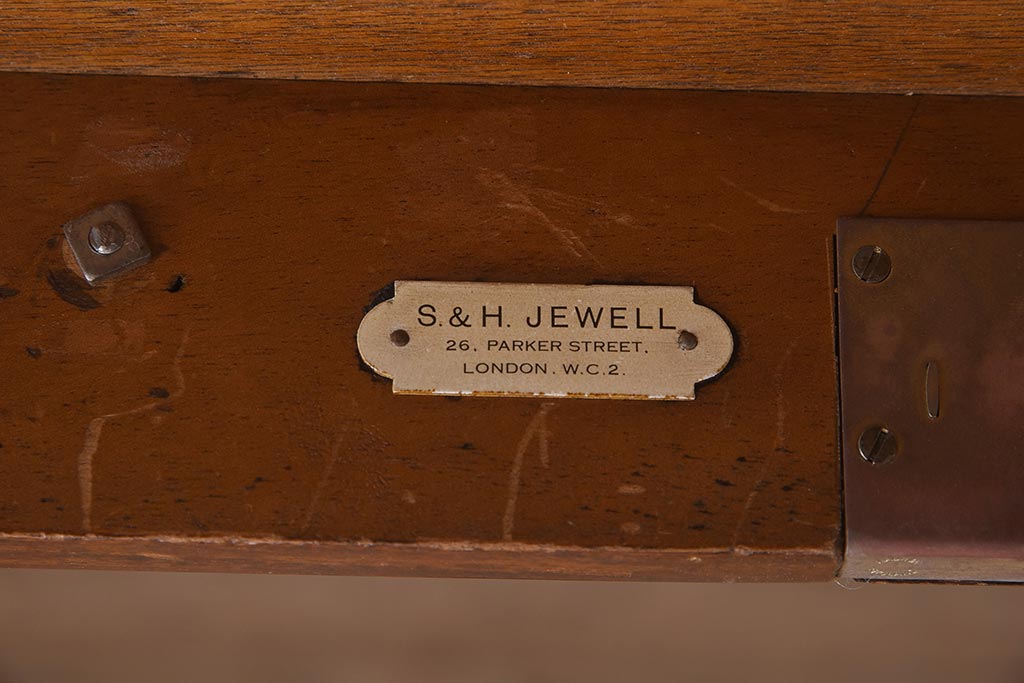 S. & H. JEWELL
26, PARKER STREET,
LONDON. W.C.2.